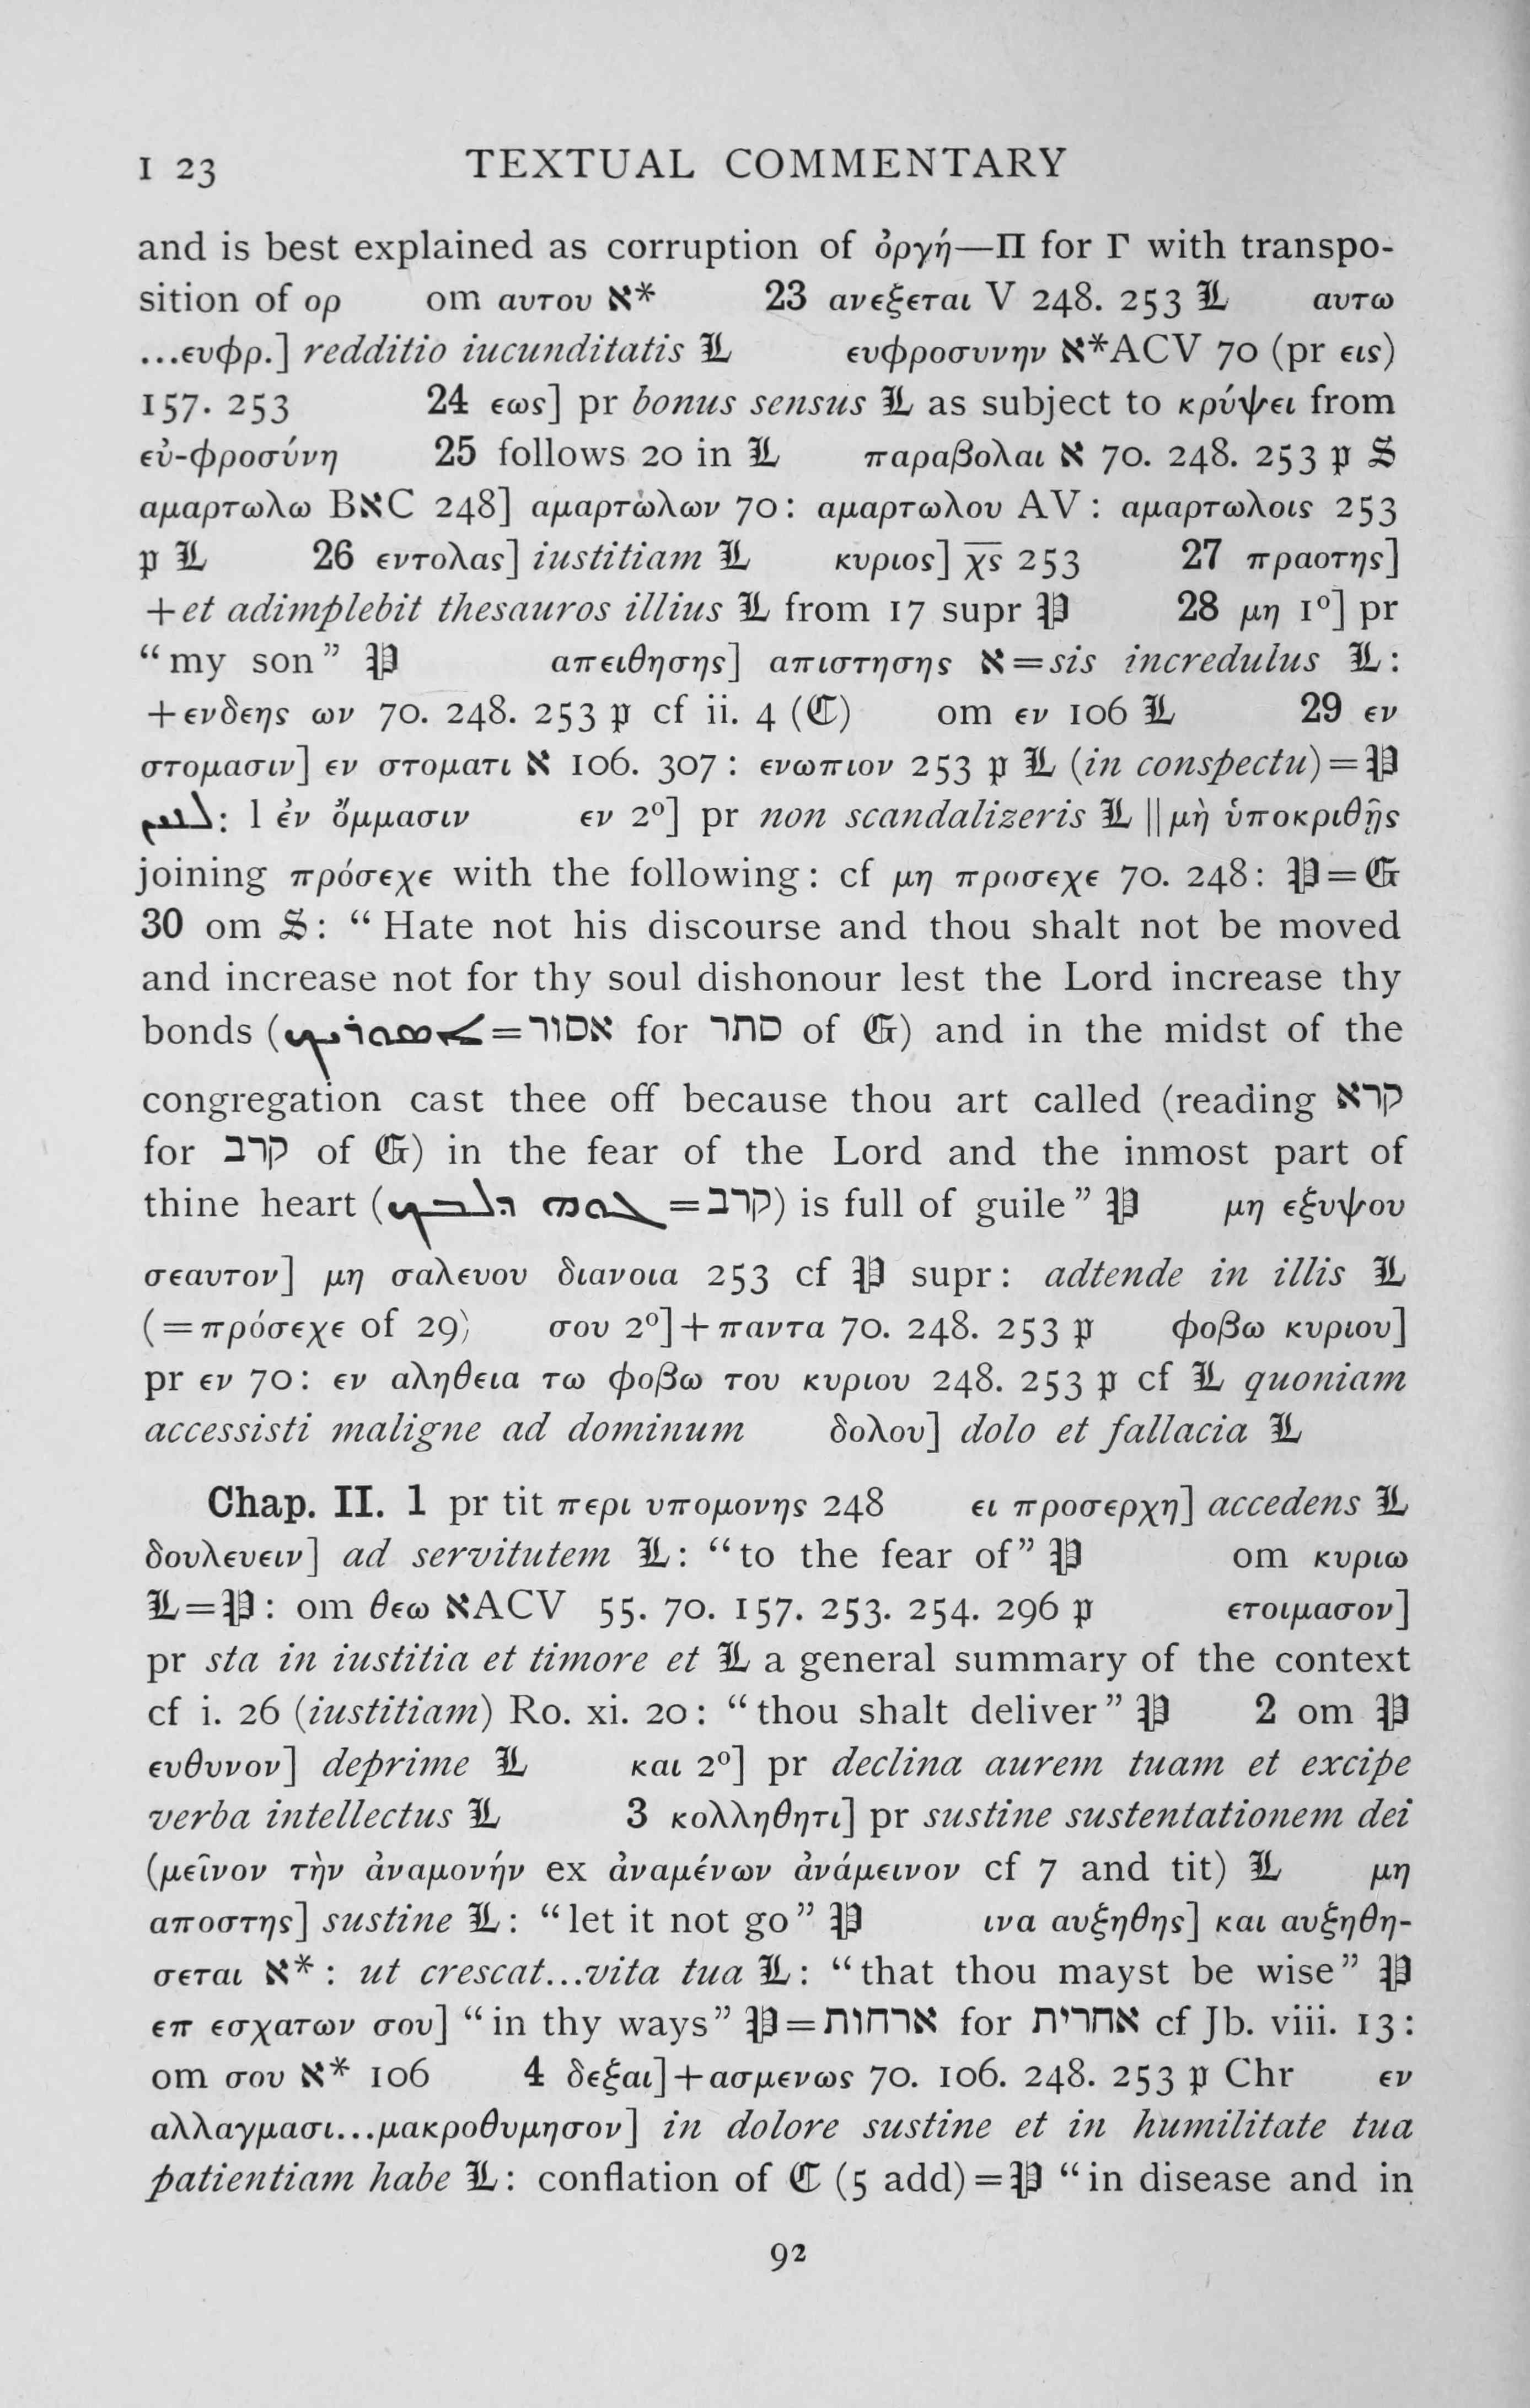 I 23 TEXTUAL COMMENTARY
and is best explained as corruption of ὀργή—Π for Γ with transpo-
sition of ορ om αυτου א* 23 ανεξεται V 248. 253 𝕷 αυτω
...ευφρ.] redditio iucunditatis 𝕷 ευφροσυνην א*ACV 70 (pr εις)
157. 253 24 εως] pr bonus sensus 𝕷 as subject to κρύψει from
εὐ-φροσύνη 25 follows 20 in 𝕷 παραβολαι א 70. 248. 253 𝔭 𝕾
αμαρτωλω BאC 248] αμαρτωλων 70: αμαρτωλου AV: αμαρτωλοις 253
𝔭 𝕷 26 εντολας] iustitiam 𝕷 κυριος] χ̅ς̅ 253 27 πραοτης]
+et adimplebit thesauros illius 𝕷 from 17 supr 𝕻 28 μη 1º] pr
“my son” 𝕻 απειθησης] απιστησης א=sis incredulus 𝕷:
+ενδεης ων 70. 248. 253 𝔭 cf ii. 4 (𝕮) om εν 106 𝕷 29 εν
στομασιν] εν στοματι א 106. 307: ενωπιον 253 𝔭 𝕷 (in conspectu)=𝕻
: l ἐν ὄμμασιν εν 2º] pr non scandalizeris 𝕷 || μὴ ὑποκριθῇς
joining πρόσεχε with the following: cf μη προσεχε 70. 248: 𝕻=𝕲
30 om 𝕾: “Hate not his discourse and thou shalt not be moved
and increase not for thy soul dishonour lest the Lord increase thy
bonds (ܐܣܘܪ̈ܝܟ=אסור for סתר of 𝕲) and in the midst of the
congregation cast thee off because thou art called (reading קרא
for קרב of 𝕲) in the fear of the Lord and the inmost part of
thine heart (ܓܘܗ ܕܠܒܟ=קרב) is full of guile” 𝕻 μη εξυψου
σεαυτον] μη σαλευου διανοια 253 cf 𝕻 supr: adtende in illis 𝕷
(=πρόσεχε of 29) σου 2º]+παντα 70. 248. 253 𝔭 φοβω κυριου]
pr εν 70: εν αληθεια τω φοβω του κυριου 248. 253 𝔭 cf 𝕷 quoniam
accessisti maligne ad dominum δολου] dolo et fallacia 𝕷
Chap. II. 1 pr tit περι υπομονης 248 ει προσερχη] accedens 𝕷
δουλευειν] ad servitutem 𝕷: “to the fear of” 𝕻 om κυριω
𝕷=𝕻: om θεω אACV 55. 70. 157. 253. 254. 296 𝔭 ετοιμασον]
pr sta in iustitia et timore et 𝕷 a general summary of the context
cf i. 26 (iustitiam) Ro. xi. 20: “thou shalt deliver” 𝕻 2 om 𝕻
ευθυνον] deprime 𝕷 και 2º] pr declina aurem tuam et excipe
verba intellectus 𝕷 3 κολληθητι] pr sustine sustentationem dei
(μεῖνον τὴν ἀναμονήν ex ἀναμένων ἀνάμεινον cf 7 and tit) 𝕷 μη
αποστης] sustine 𝕷: “let it not go” 𝕻 ινα αυξηθης] και αυξηθη-
σεται א*: ut crescat...vita tua 𝕷: “that thou mayst be wise” 𝕻
επ εσχατων σου] “in thy ways” 𝕻=ארחות for אחרית cf Jb. viii. 13:
om σου א* 106 4 δεξαι]+ασμενως 70. 106. 248. 253 𝔭 Chr εν
αλλαγμασι...μακροθυμησον] in dolore sustine et in humilitate tua
patientiam habe 𝕷: conflation of 𝕮 (5 add)=𝕻 “in disease and in
92